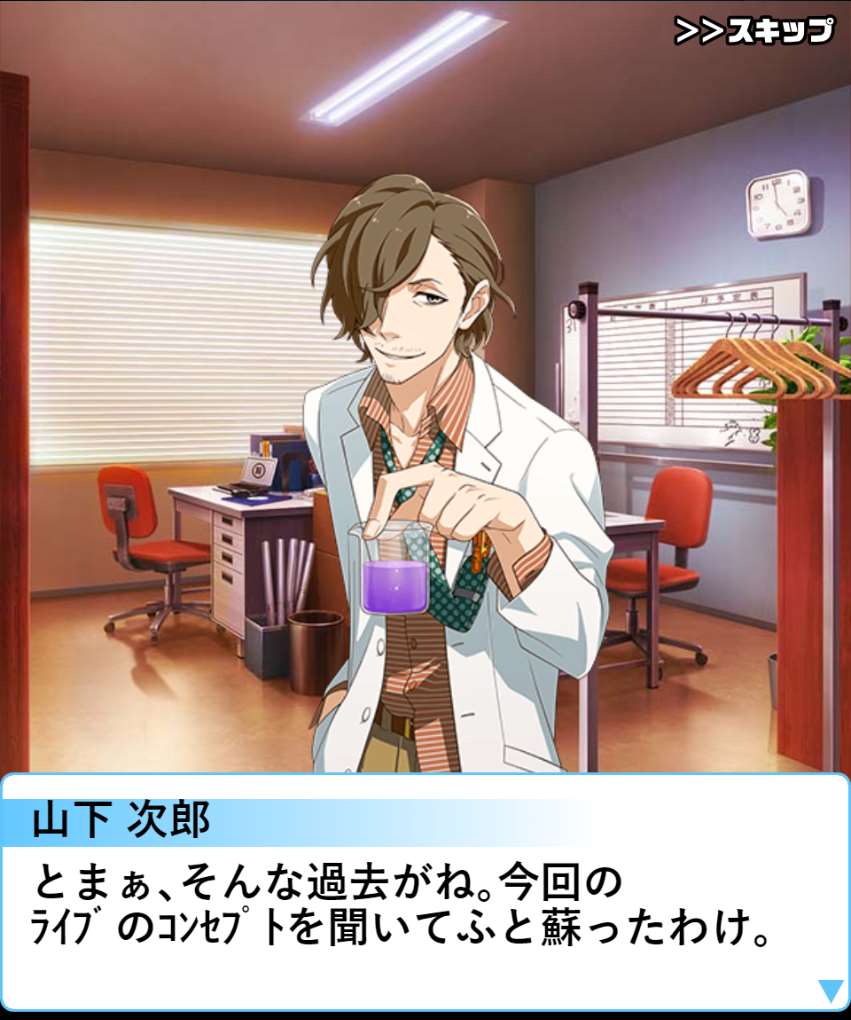 >>スキップ
山下 次郎
とまぁ､そんな過去がね｡今回の
ﾗｲﾌﾞのｺﾝｾﾌﾟﾄを聞いてふと蘇ったわけ｡